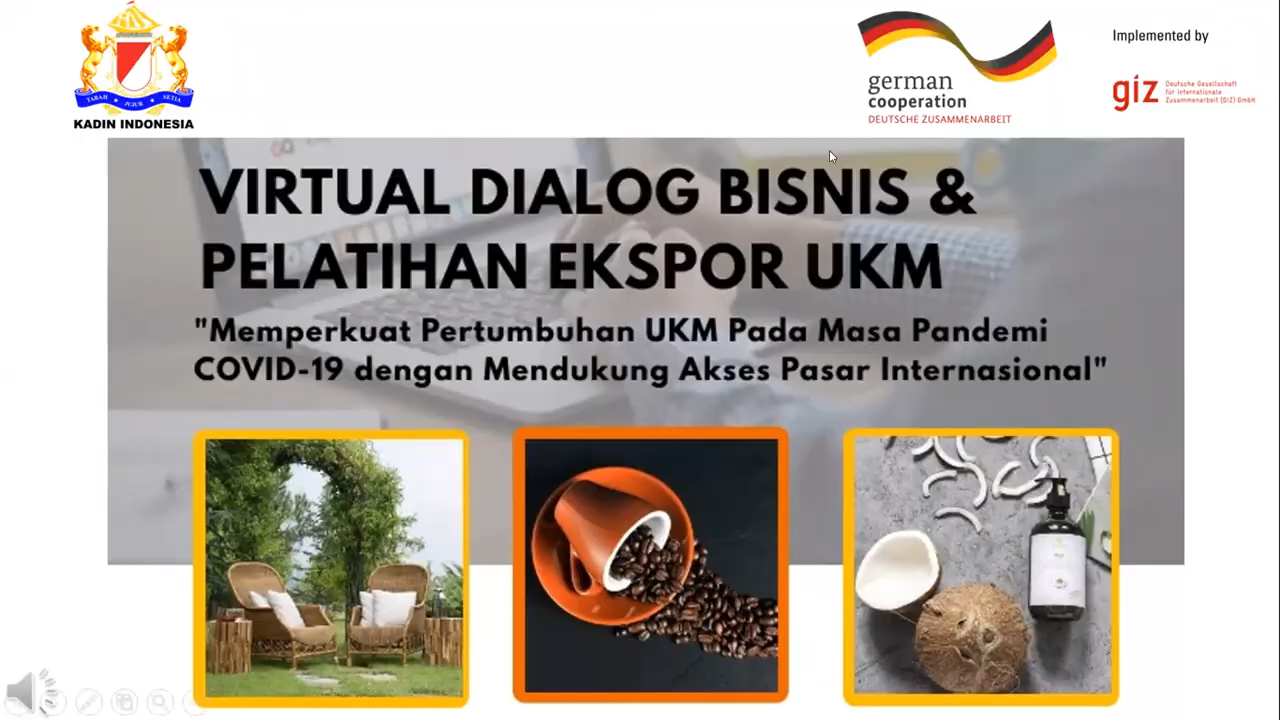 TABAH ★ JUJUR ★ SETIA
KADIN INDONESIA
german
cooperation
DEUTSCHE ZUSAMMENARBEIT
Implemented by
giz
Deutsche Gesellschaft
für Internationale
Zusammenarbeit (GIZ) GmbH
VIRTUAL DIALOG BISNIS &
PELATIHAN EKSPOR UKM
"Memperkuat Pertumbuhan UKM Pada Masa Pandemi
COVID-19 dengan Mendukung Akses Pasar Internasional"